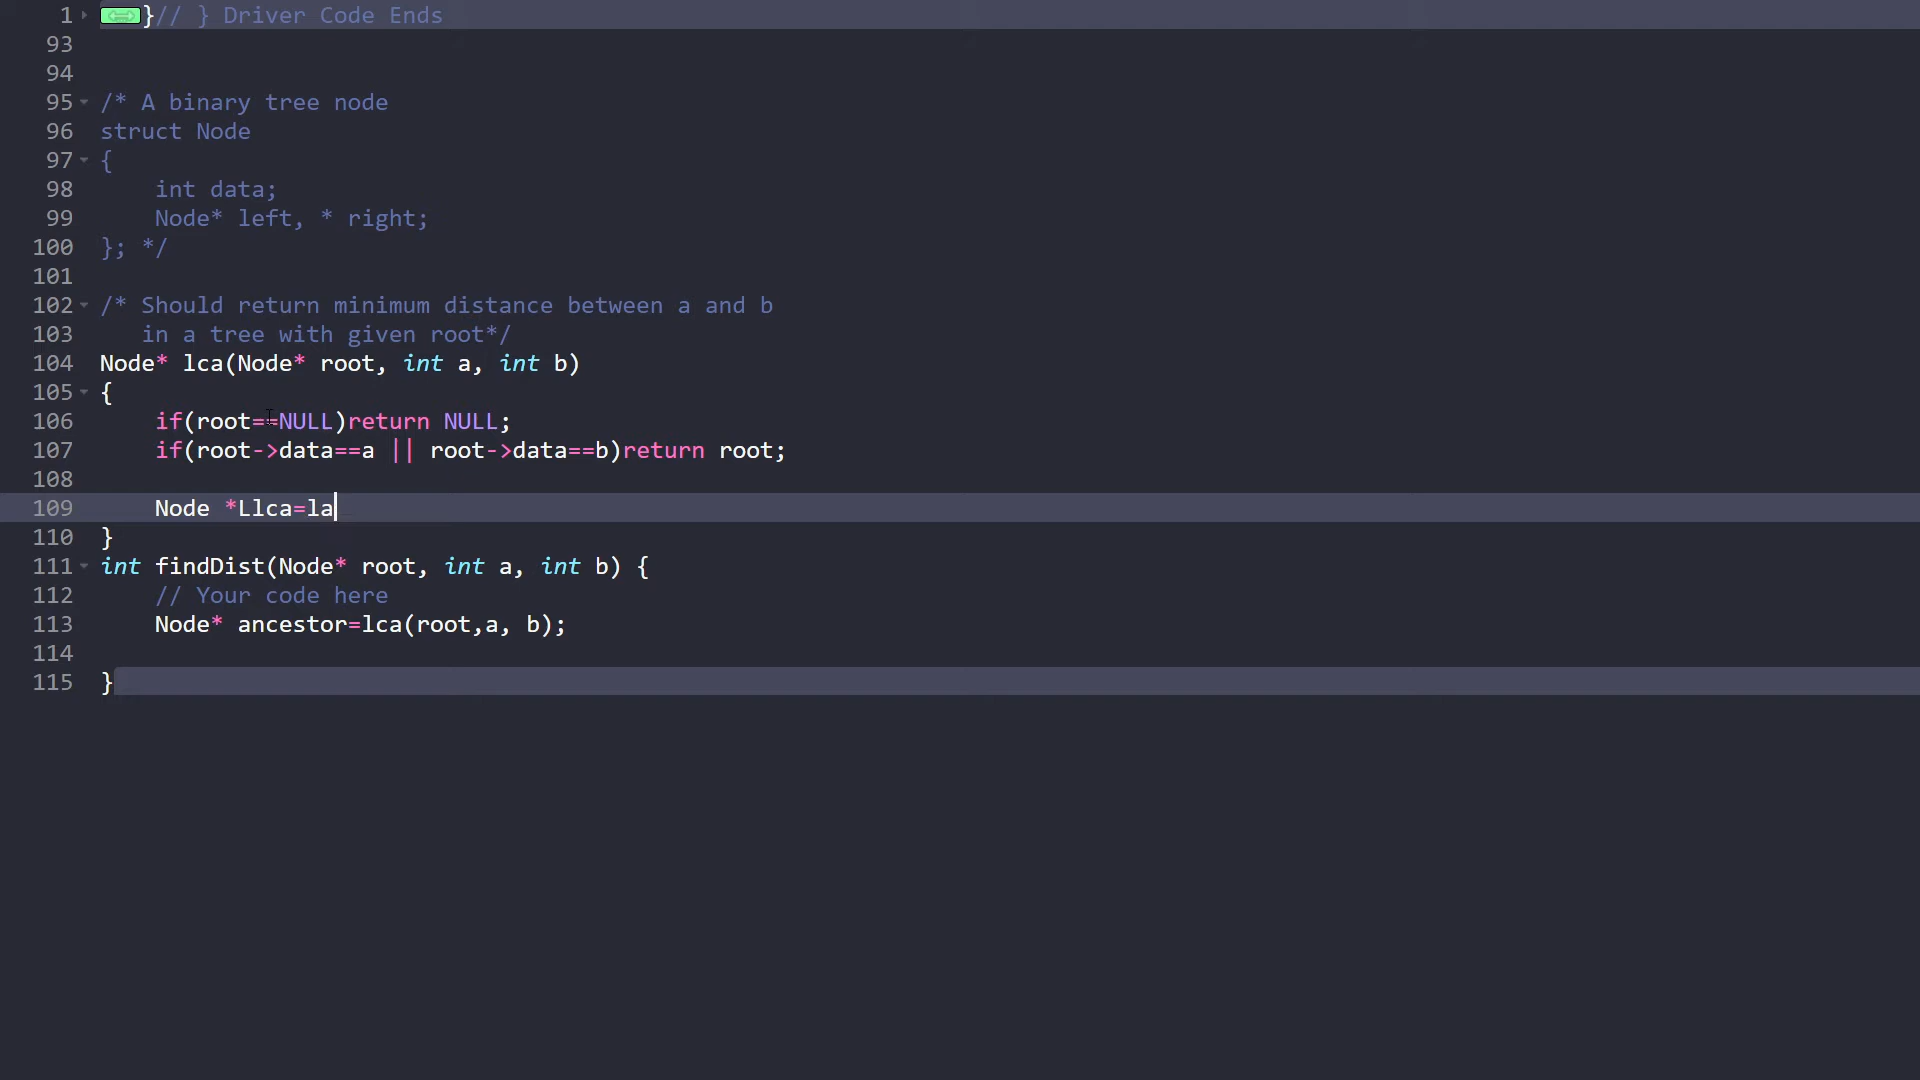 1 }// } Driver Code Ends
93
94
95 /* A binary tree node
96 struct Node
97 {
98     int data;
99     Node* left, * right;
100 }; */
101
102 /* Should return minimum distance between a and b
103    in a tree with given root*/
104 Node* lca(Node* root, int a, int b)
105 {
106     if(root==NULL)return NULL;
107     if(root->data==a || root->data==b)return root;
108
109     Node *Llca=la
110 }
111 int findDist(Node* root, int a, int b) {
112     // Your code here
113     Node* ancestor=lca(root,a, b);
114
115 }